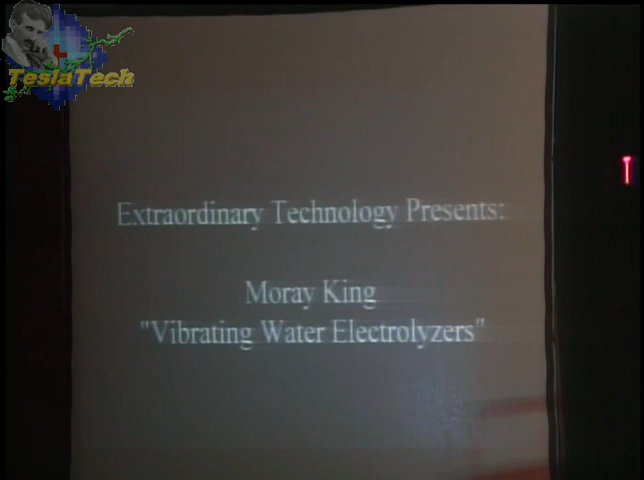 TeslaTech
Extraordinary Technology Presents:
Moray King
"Vibrating Water Electrolyzers"